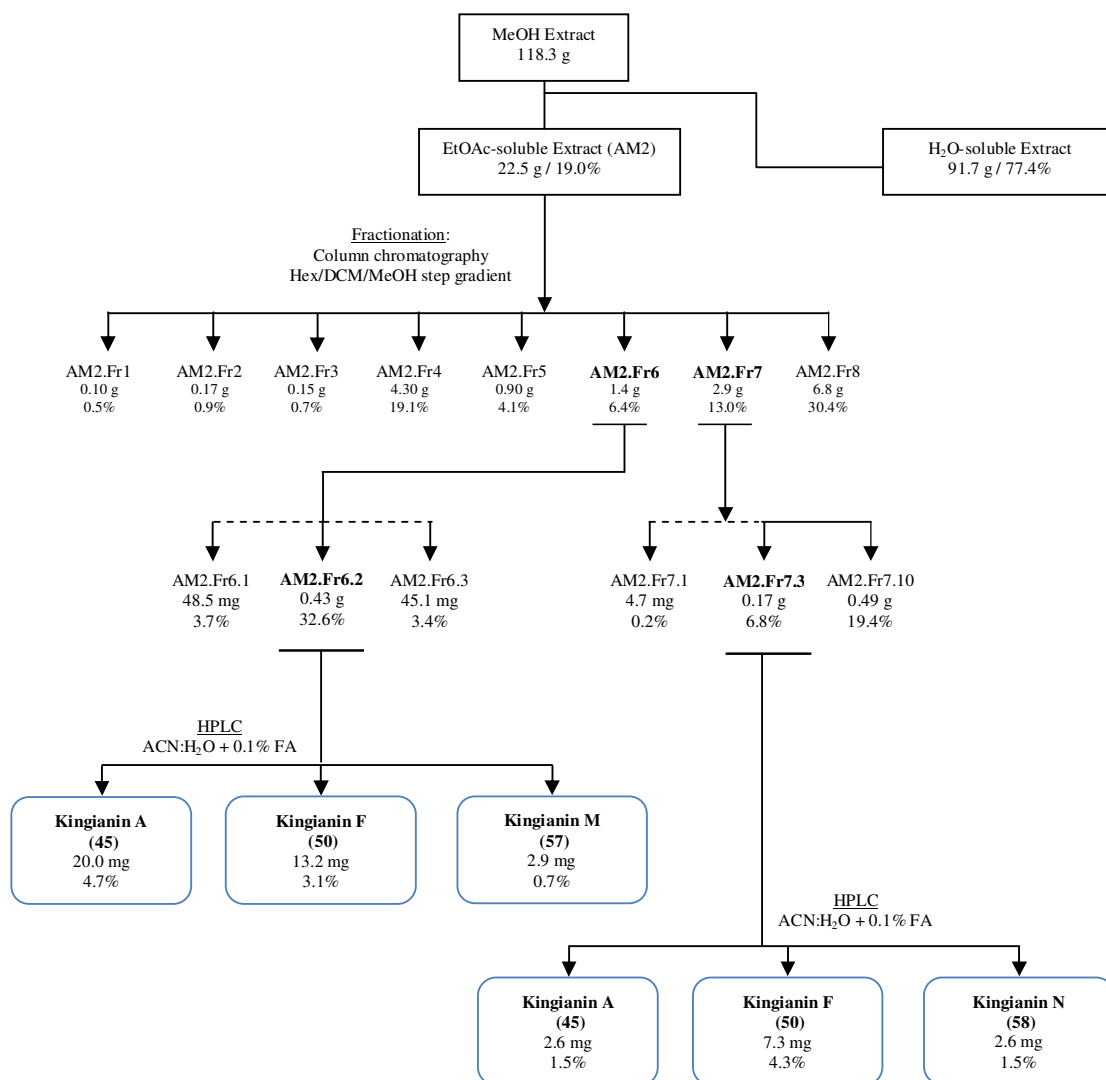 MeOH Extract
118.3 g
EtOAc-soluble Extract (AM2)
22.5 g / 19.0%
H₂O-soluble Extract
91.7 g / 77.4%
Fractionation:
Column chromatography
Hex/DCM/MeOH step gradient
AM2.Fr1
0.10 g
0.5%
AM2.Fr2
0.17 g
0.9%
AM2.Fr3
0.15 g
0.7%
AM2.Fr4
4.30 g
19.1%
AM2.Fr5
0.90 g
4.1%
AM2.Fr6
1.4 g
6.4%
AM2.Fr7
2.9 g
13.0%
AM2.Fr8
6.8 g
30.4%
AM2.Fr6.1
48.5 mg
3.7%
AM2.Fr6.2
0.43 g
32.6%
AM2.Fr6.3
45.1 mg
3.4%
AM2.Fr7.1
4.7 mg
0.2%
AM2.Fr7.3
0.17 g
6.8%
AM2.Fr7.10
0.49 g
19.4%
HPLC
ACN:H₂O + 0.1% FA
Kingianin A
(45)
20.0 mg
4.7%
Kingianin F
(50)
13.2 mg
3.1%
Kingianin M
(57)
2.9 mg
0.7%
HPLC
ACN:H₂O + 0.1% FA
Kingianin A
(45)
2.6 mg
1.5%
Kingianin F
(50)
7.3 mg
4.3%
Kingianin N
(58)
2.6 mg
1.5%